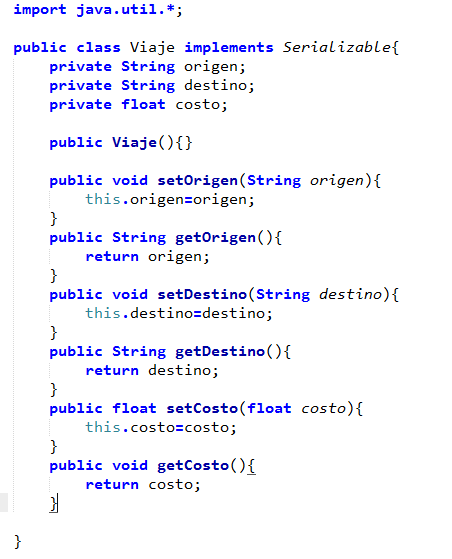 import java.util.*;
public class Viaje implements Serializable{
private String origen;
private String destino;
private float costo;
public Viaje(){}
public void setOrigen(String origen){
this.origen=origen;
}
public String getOrigen(){
return origen;
}
public void setDestino(String destino){
this.destino=destino;
}
public String getDestino(){
return destino;
}
public float setCosto(float costo){
this.costo=costo;
}
public void getCosto(){
return costo;
}
}